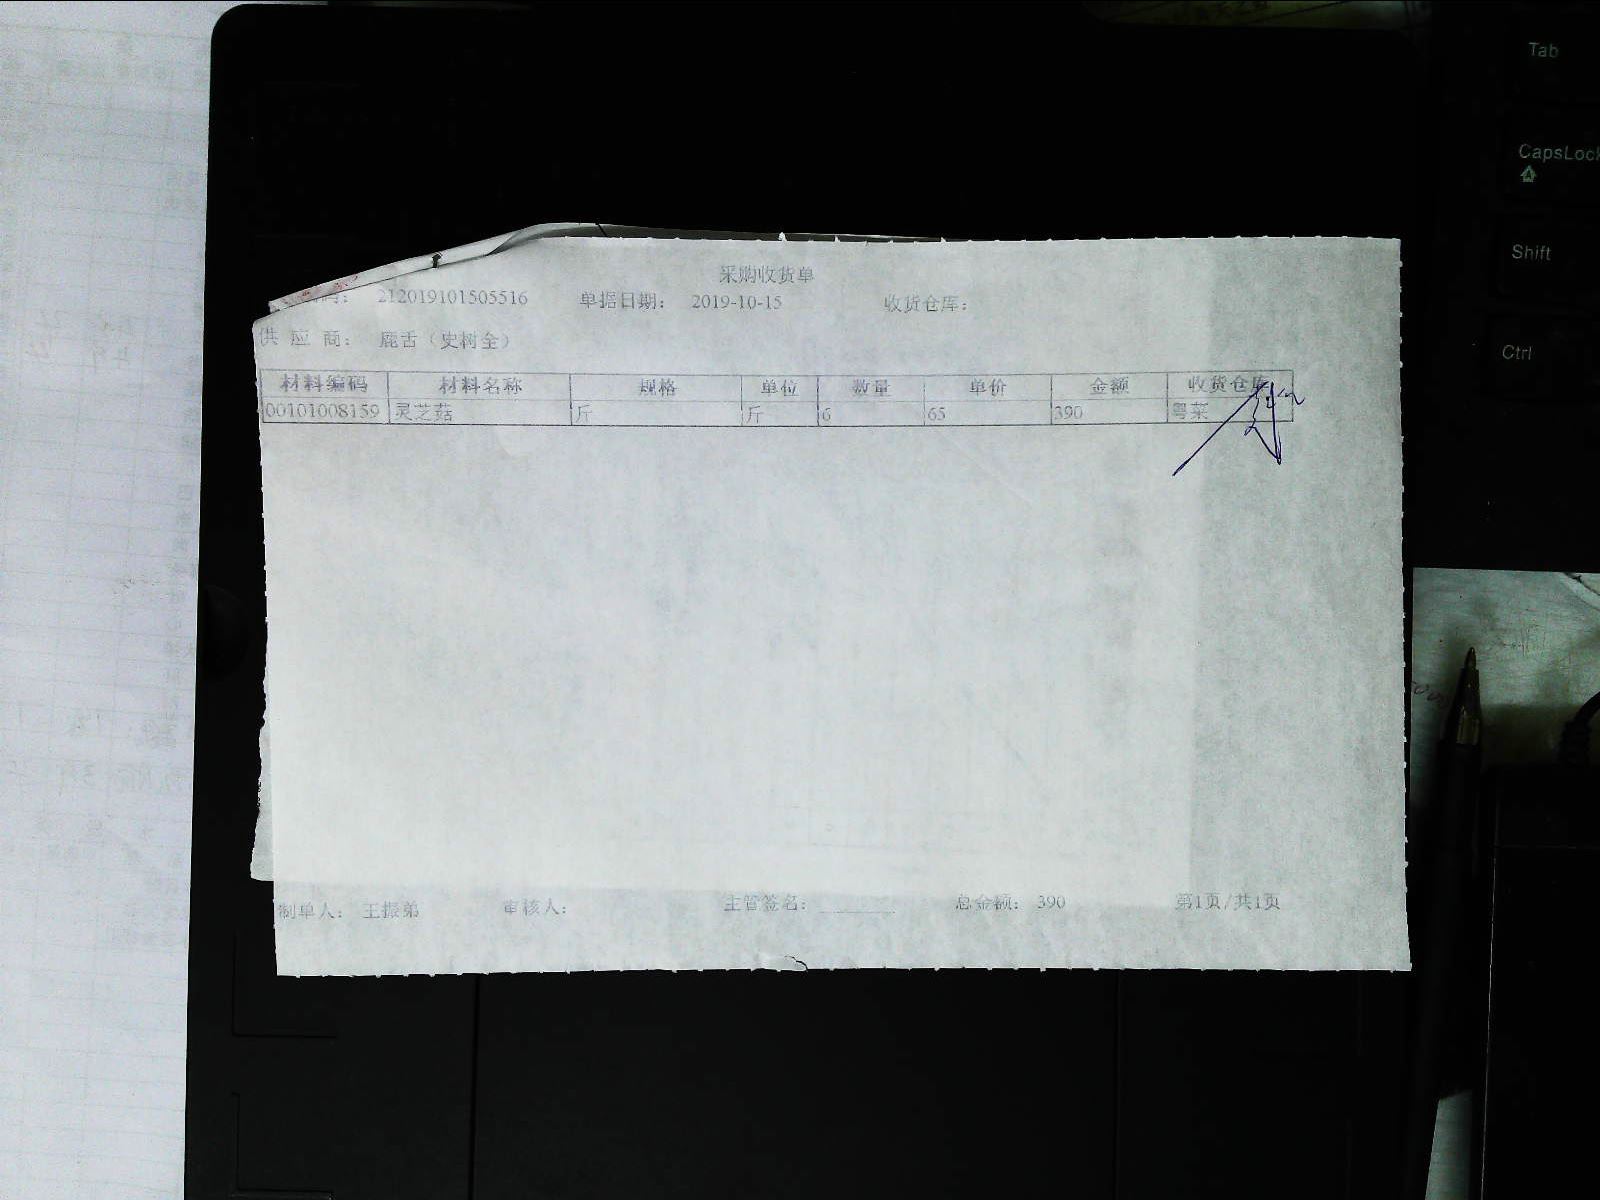 采购收货单
码： 212019101505516 单据日期： 2019-10-15 收货仓库：
供 应 商： 鹿舌（史树全）
材料编码 材料名称 规格 单位 数量 单价 金额 收货仓库
00101008159 灵芝菇 斤 斤 6 65 390 粤菜
制单人： 王振弟 审核人： 主管签名： 总金额： 390 第1页/共1页
Tab
CapsLock
Shift
Ctrl